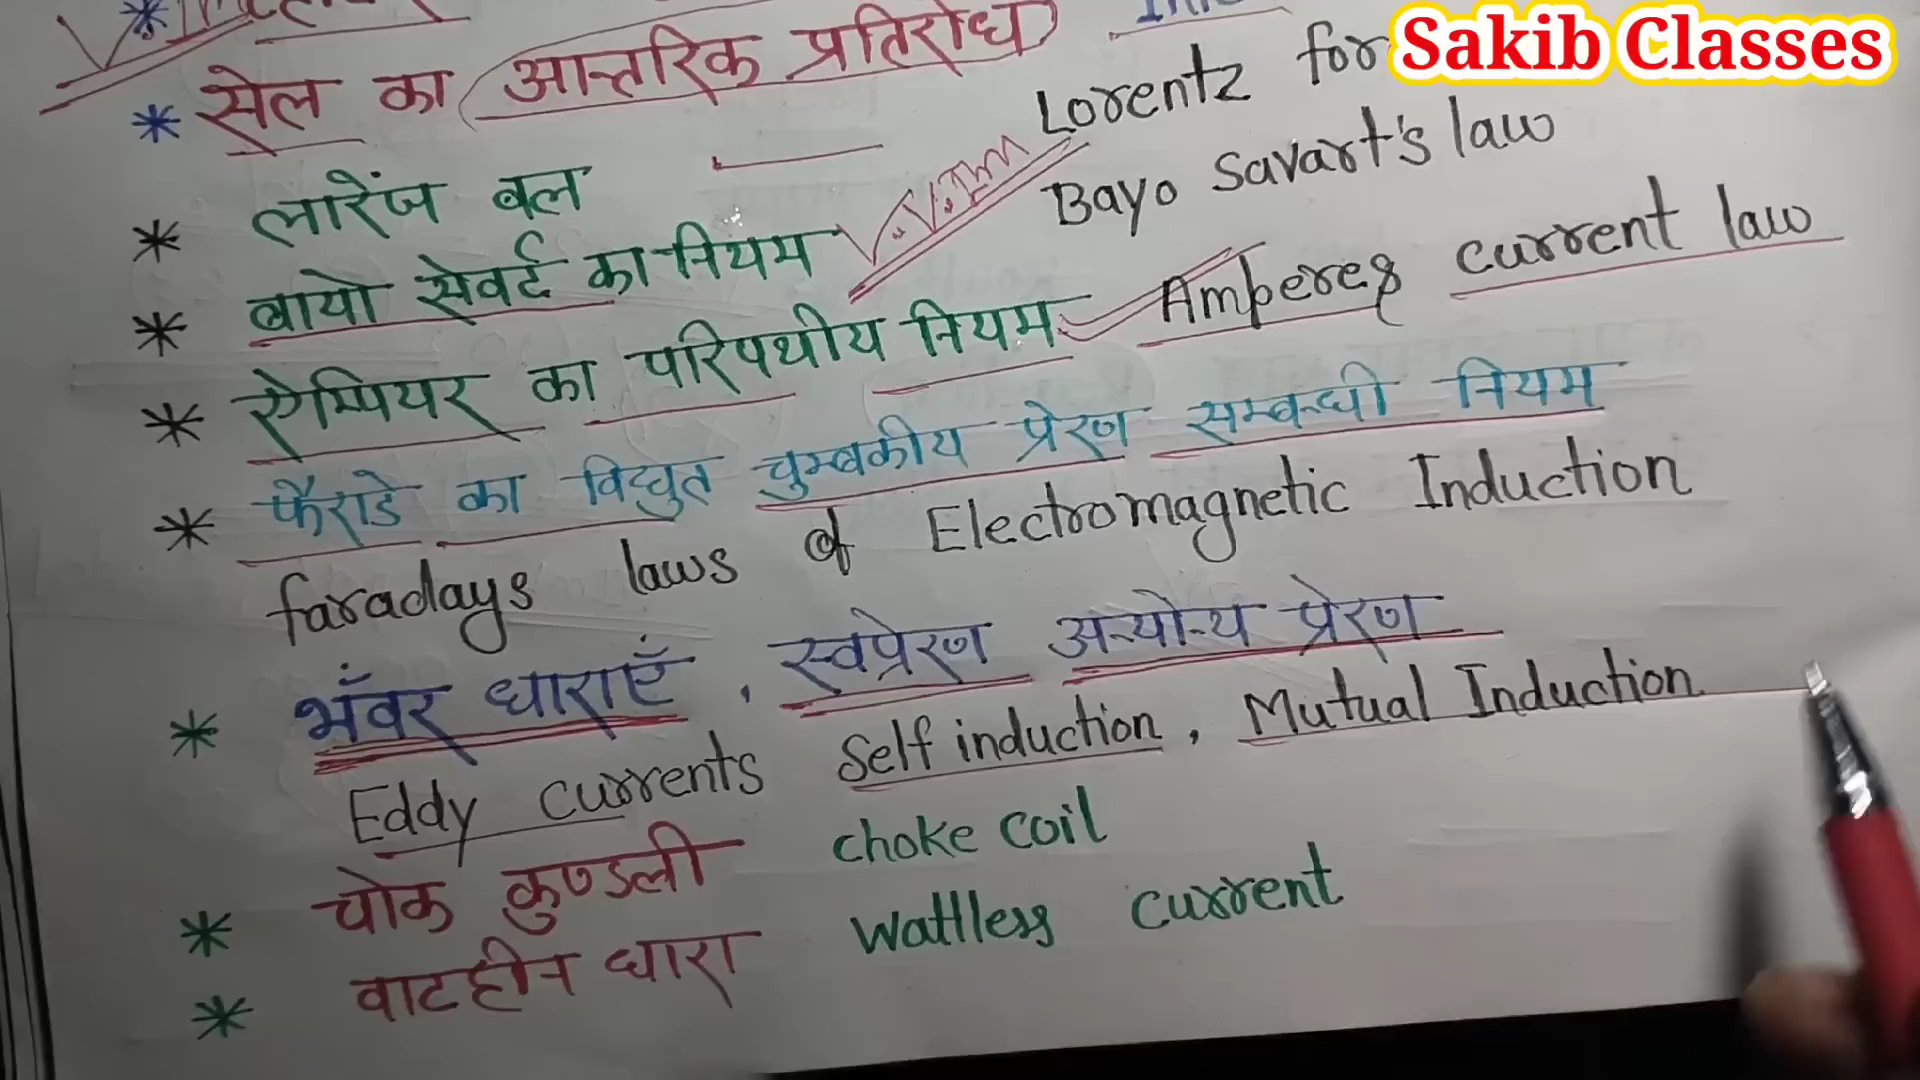 Sakib Classes
* सेल का आन्तरिक प्रतिरोध
* लारेंज बल Lorentz for
* बायो सेवर्ट का नियम V.Imp Bayo Savart's law
* ऐम्पियर का परिपथीय नियम Amperes current law
* फैराडे का विद्युत चुम्बकीय प्रेरण सम्बन्धी नियम
faradays laws of Electromagnetic Induction
* भँवर धाराएँ , स्वप्रेरण अन्योन्य प्रेरण
Eddy currents Self induction , Mutual Induction
* चोक कुण्डली choke coil
* वाटहीन धारा wattless current